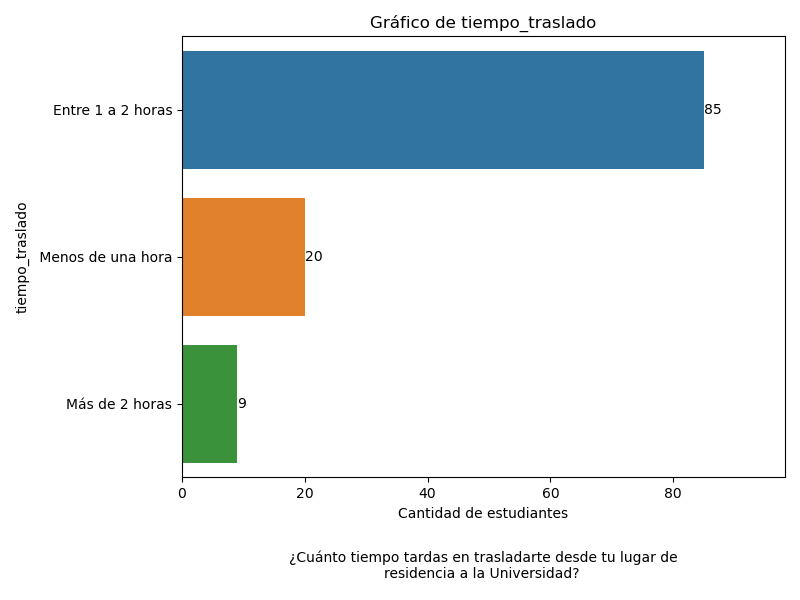 Gráfico de tiempo_traslado
Entre 1 a 2 horas
85
Menos de una hora
20
Más de 2 horas
9
tiempo_traslado
0 20 40 60 80
Cantidad de estudiantes
¿Cuánto tiempo tardas en trasladarte desde tu lugar de
residencia a la Universidad?